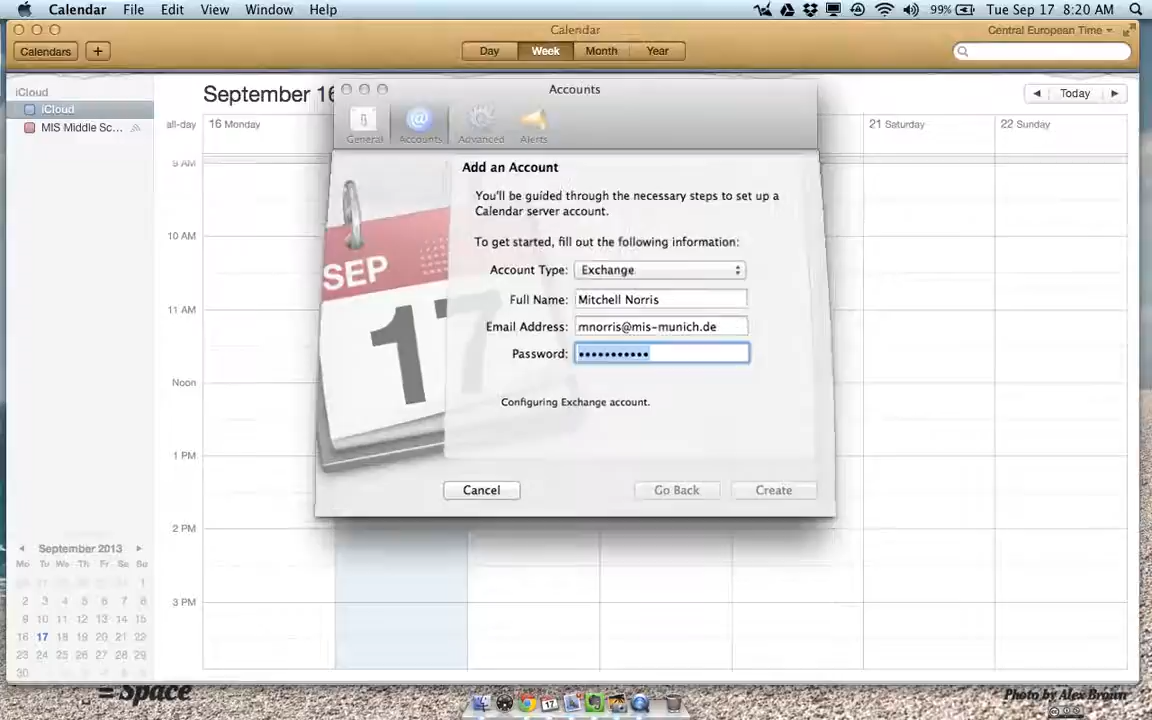 Calendar File Edit View Window Help 99% Tue Sep 17 8:20 AM
Calendar
Central European Time
Calendars + Day Week Month Year
iCloud
iCloud
MIS Middle Sc...
September 16
Today
all-day 16 Monday 21 Saturday 22 Sunday
9 AM
10 AM
11 AM
Noon
1 PM
2 PM
3 PM
Accounts
General Accounts Advanced Alerts
SEP
17
Add an Account
You'll be guided through the necessary steps to set up a
Calendar server account.
To get started, fill out the following information:
Account Type: Exchange
Full Name: Mitchell Norris
Email Address: mnorris@mis-munich.de
Password: •••••••••••
Configuring Exchange account.
Cancel Go Back Create
September 2013
Mo Tu We Th Fr Sa Su
1
2 3 4 5 6 7 8
9 10 11 12 13 14 15
16 17 18 19 20 21 22
23 24 25 26 27 28 29
30
= Space
Photo by Alex Brown